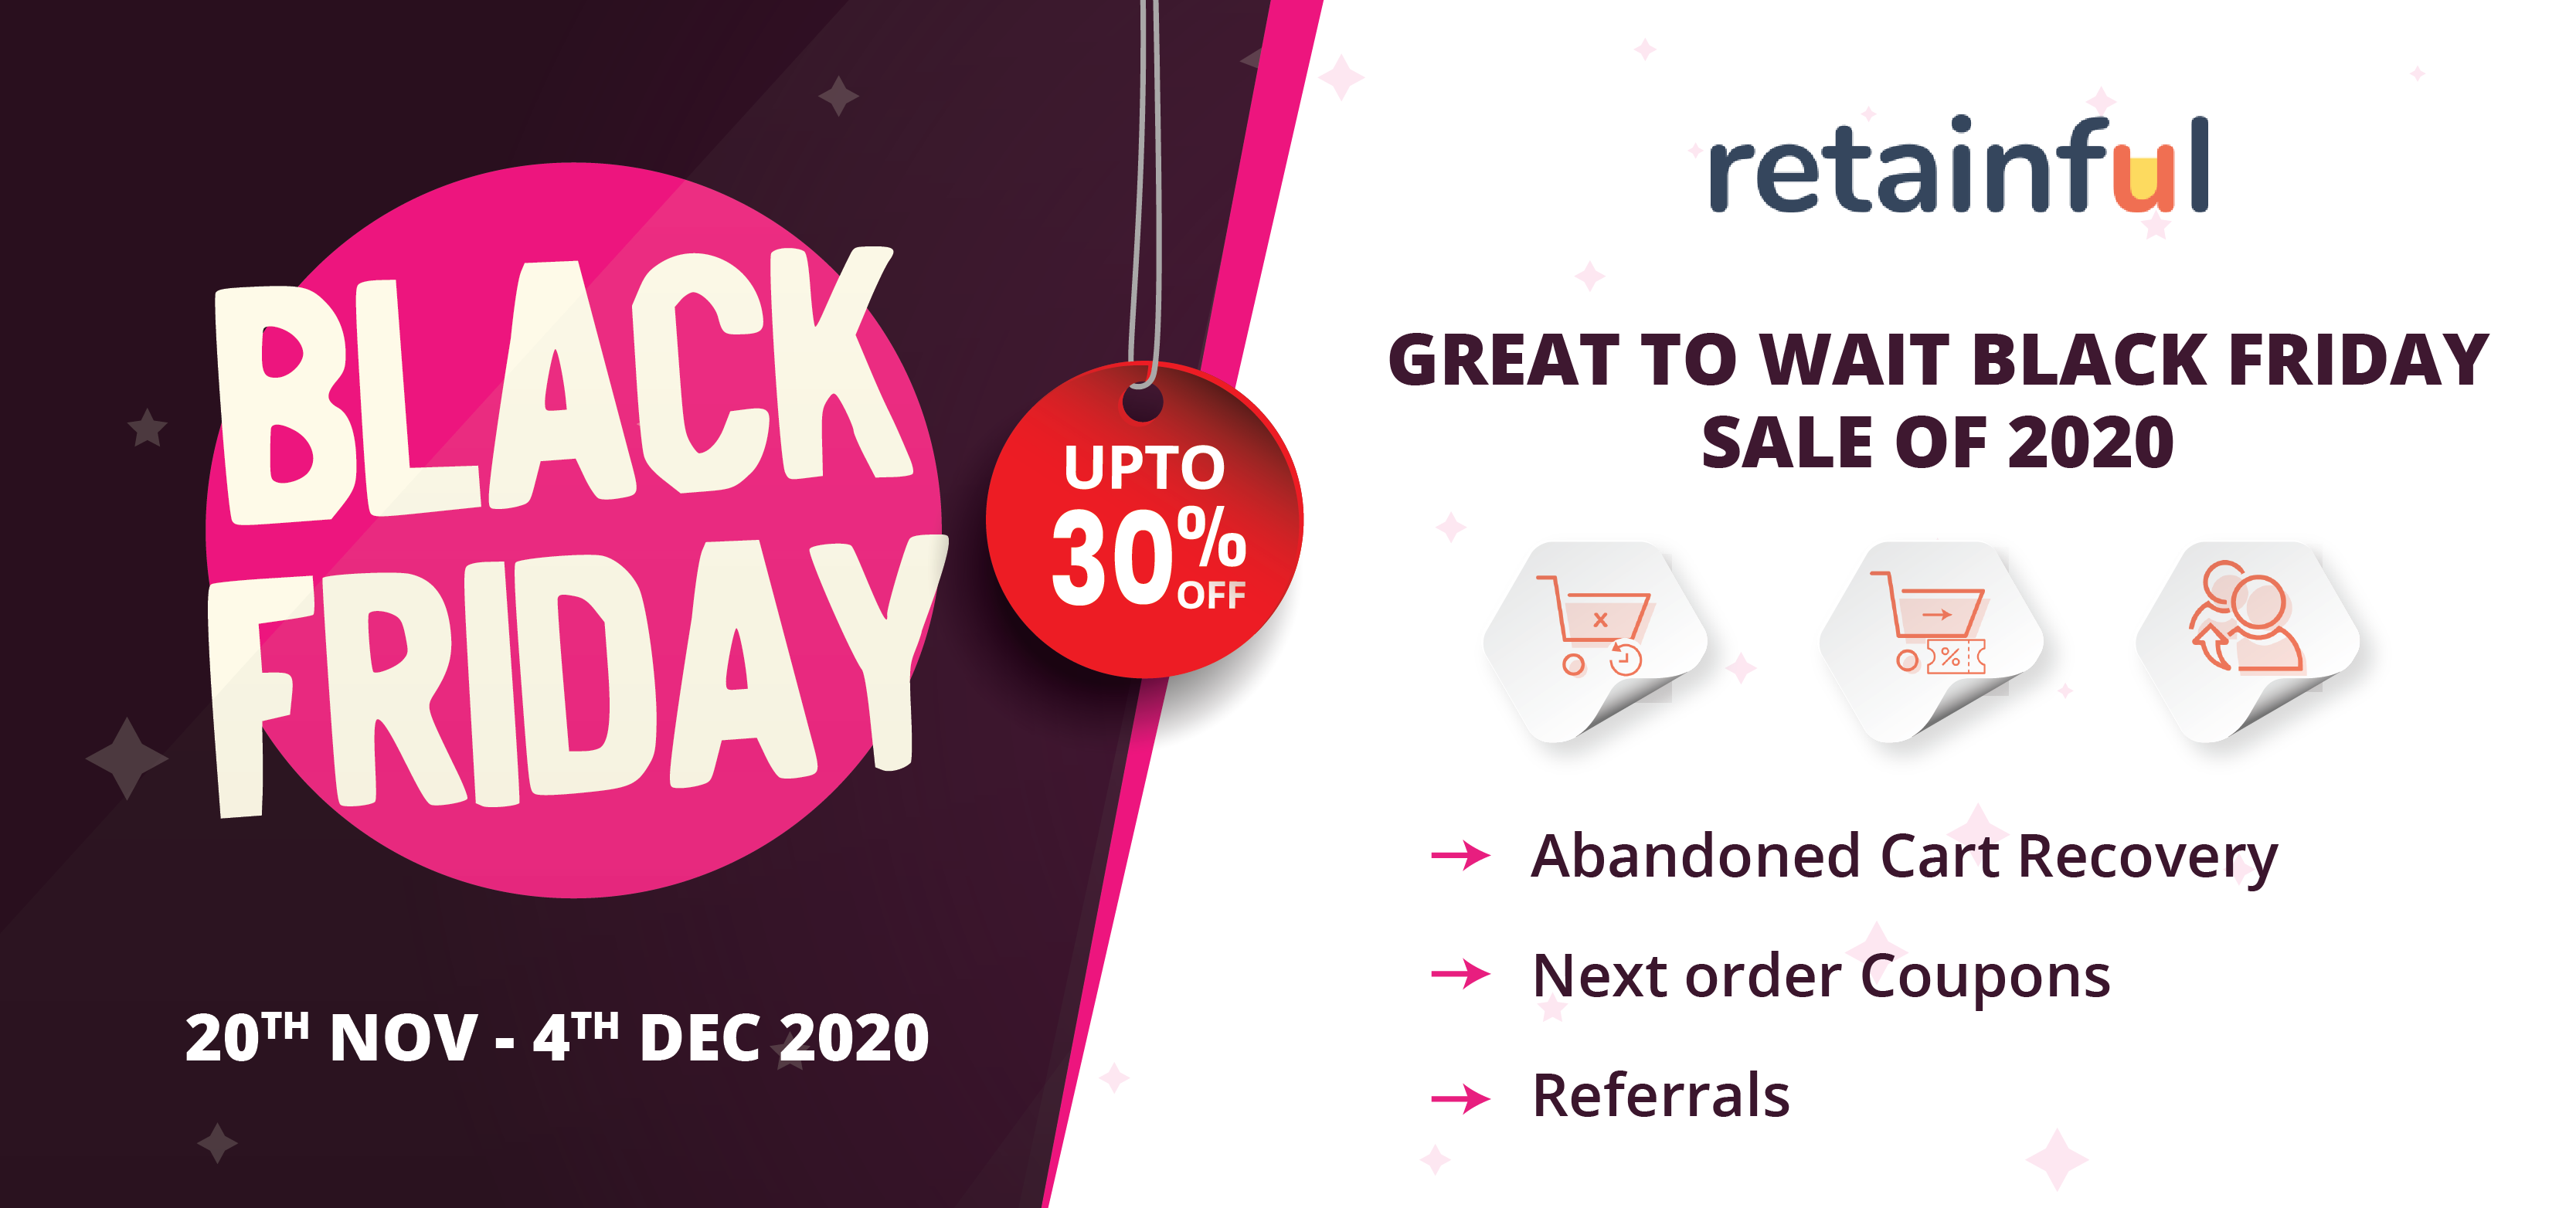 BLACK
FRIDAY
20TH NOV - 4TH DEC 2020
UPTO
30%
OFF
retainful
GREAT TO WAIT BLACK FRIDAY
SALE OF 2020
x
%
Abandoned Cart Recovery
Next order Coupons
Referrals